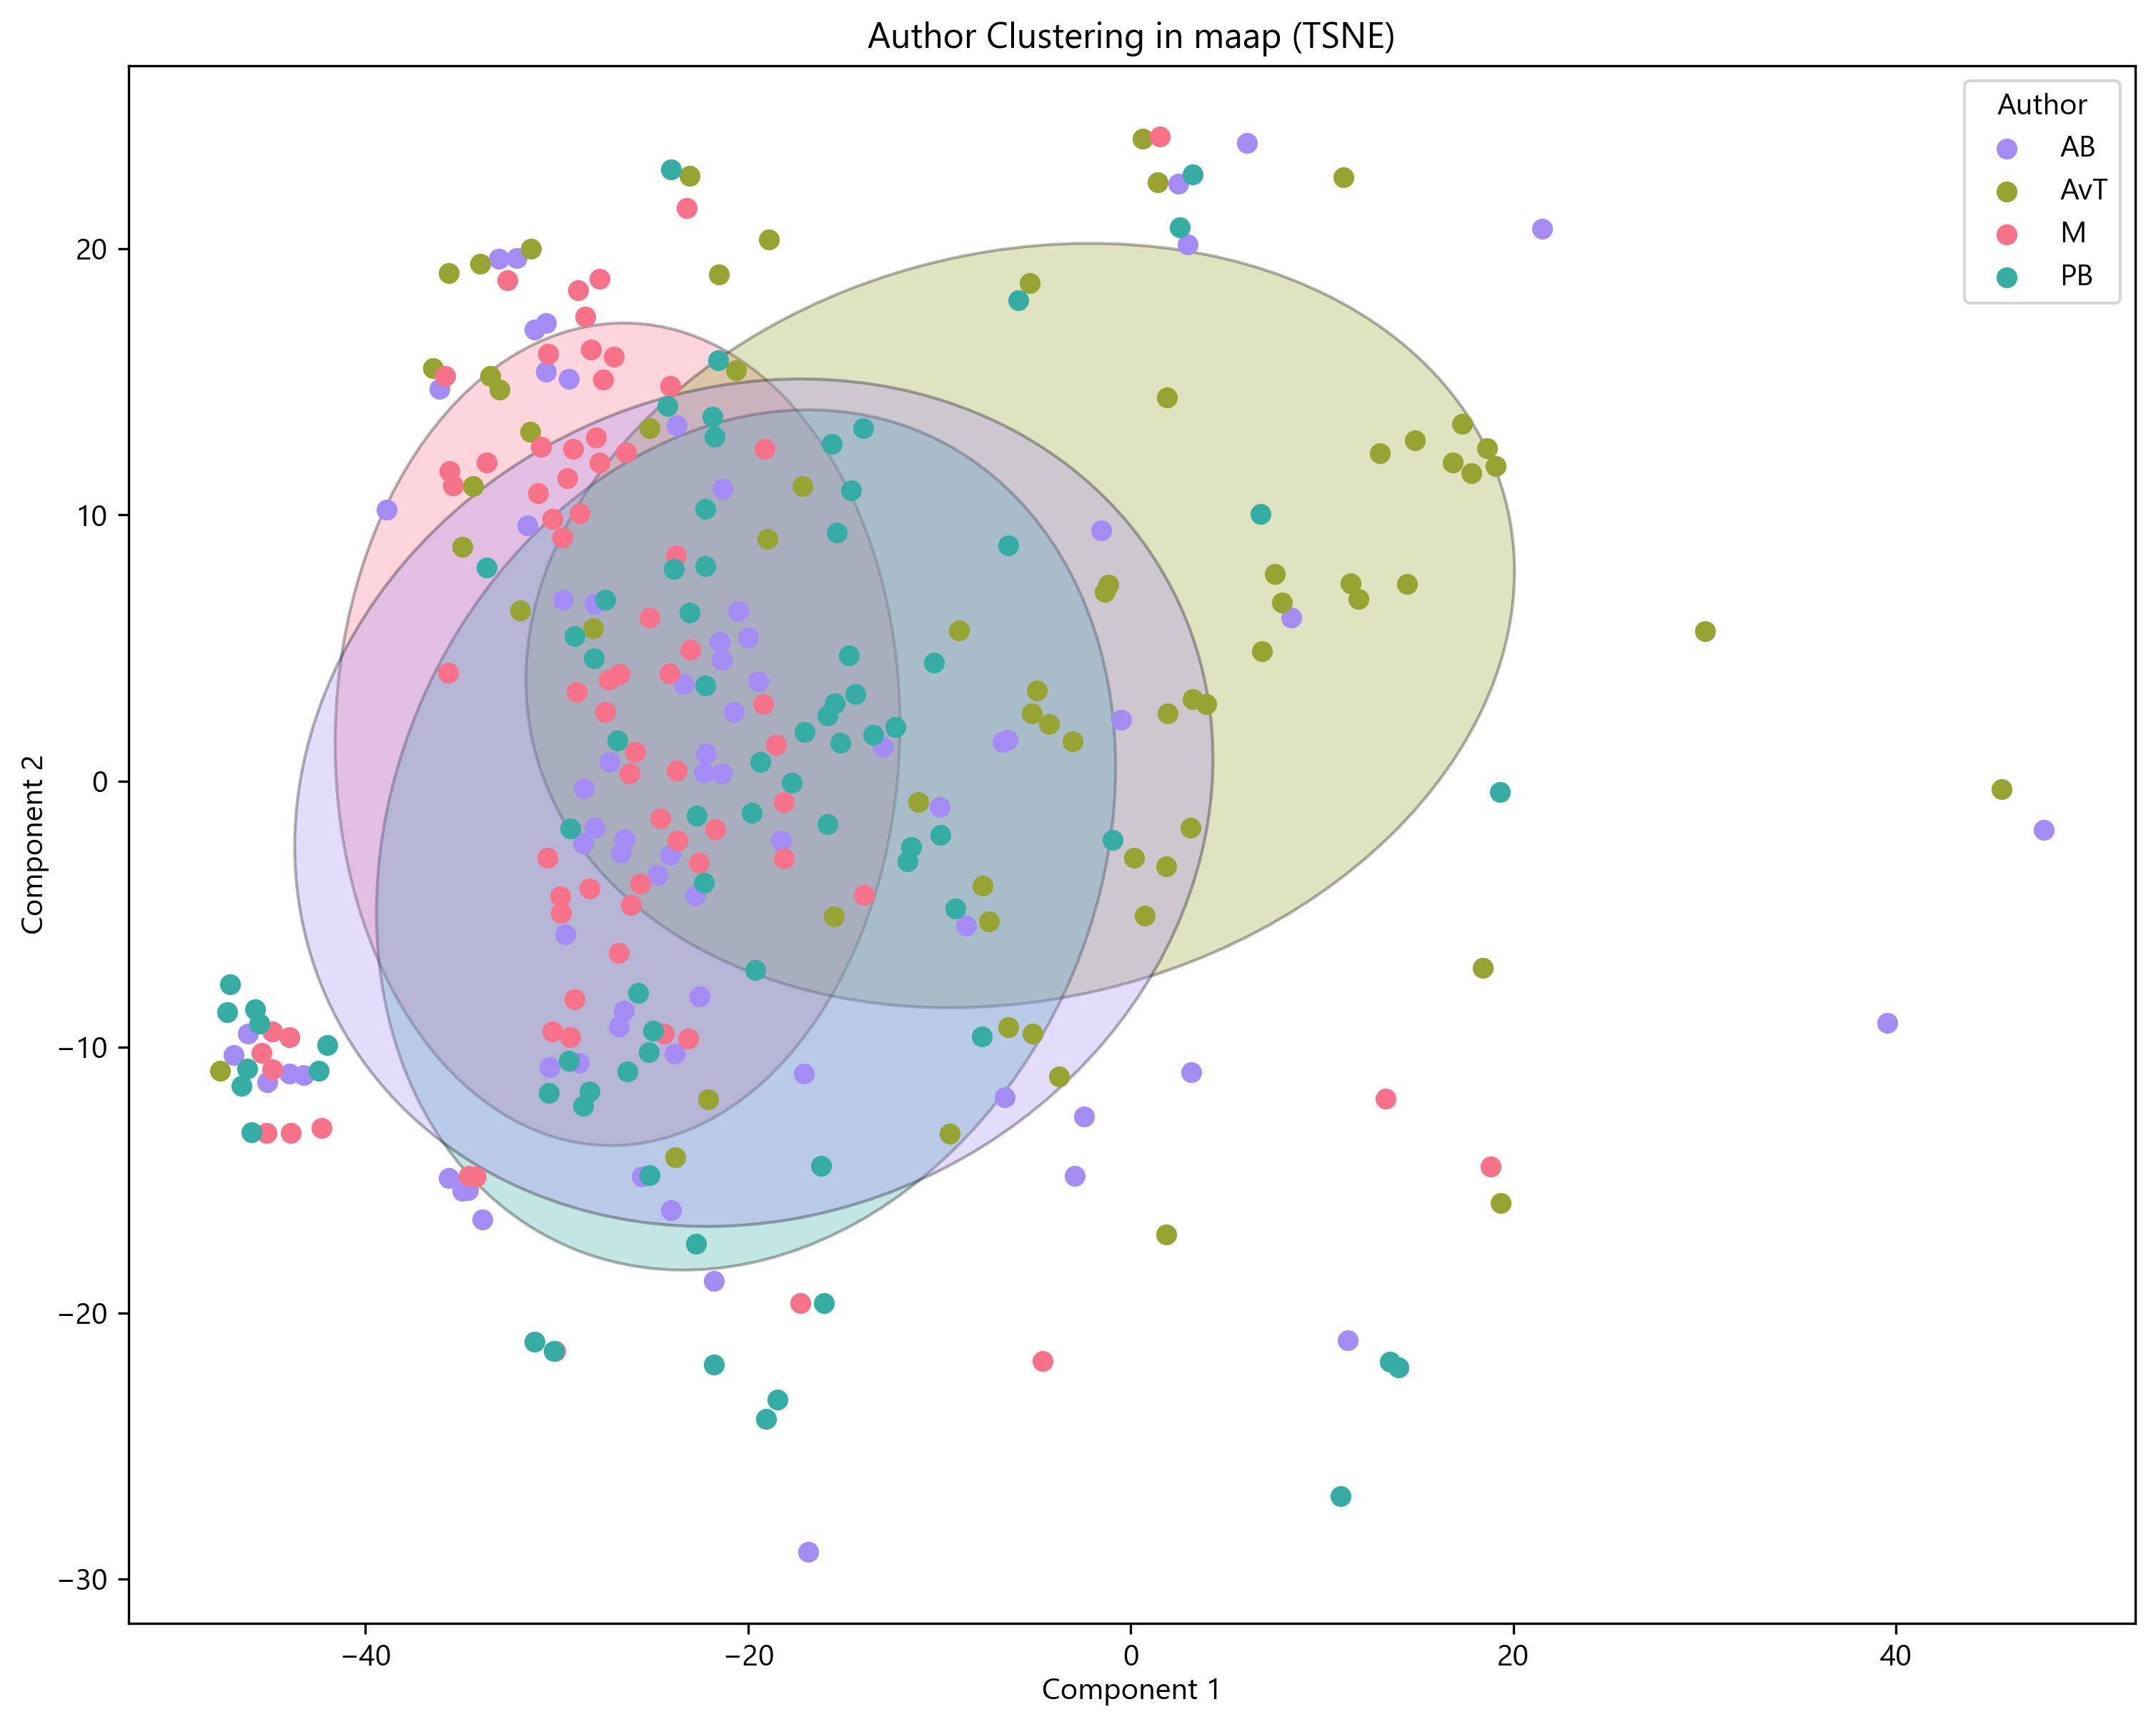 Author Clustering in maap (TSNE)
Author
AB
AvT
M
PB
20
10
0
−10
−20
−30
Component 2
−40
−20
0
20
40
Component 1